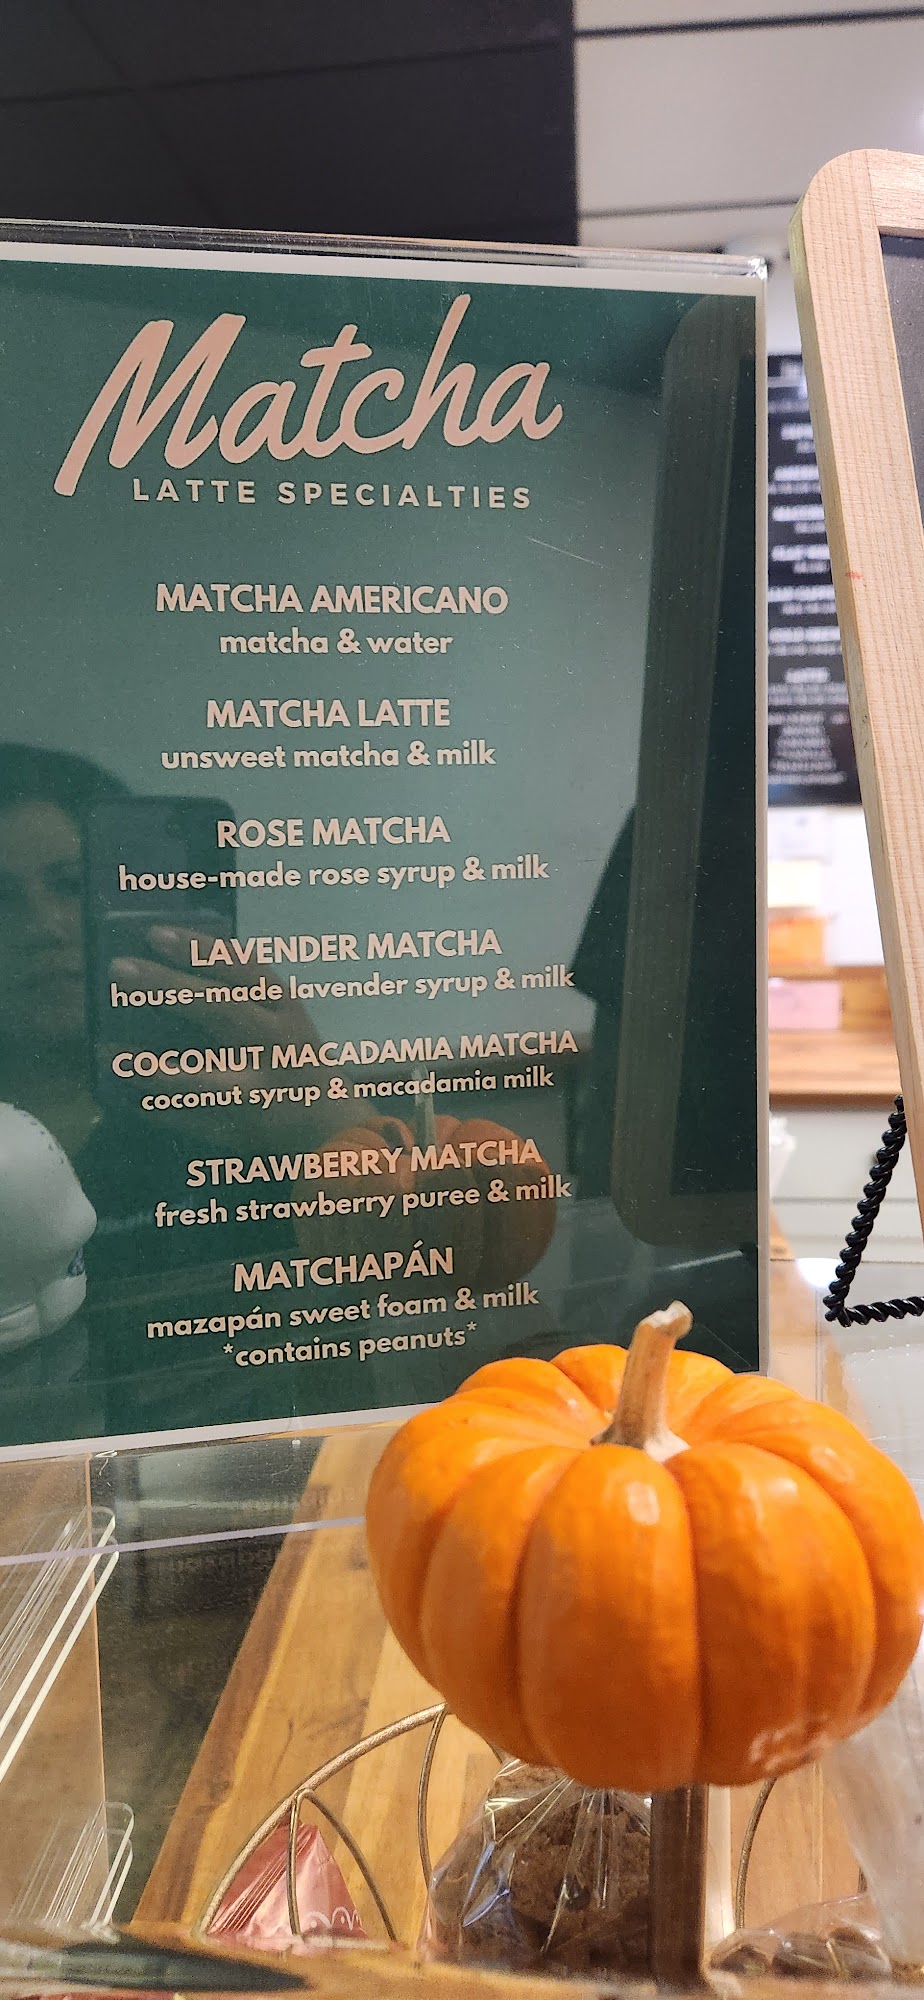 Matcha
LATTE SPECIALTIES
MATCHA AMERICANO
matcha & water
MATCHA LATTE
unsweet matcha & milk
ROSE MATCHA
house-made rose syrup & milk
LAVENDER MATCHA
house-made lavender syrup & milk
COCONUT MACADAMIA MATCHA
coconut syrup & macadamia milk
STRAWBERRY MATCHA
fresh strawberry puree & milk
MATCHAPÁN
mazapán sweet foam & milk
*contains peanuts*